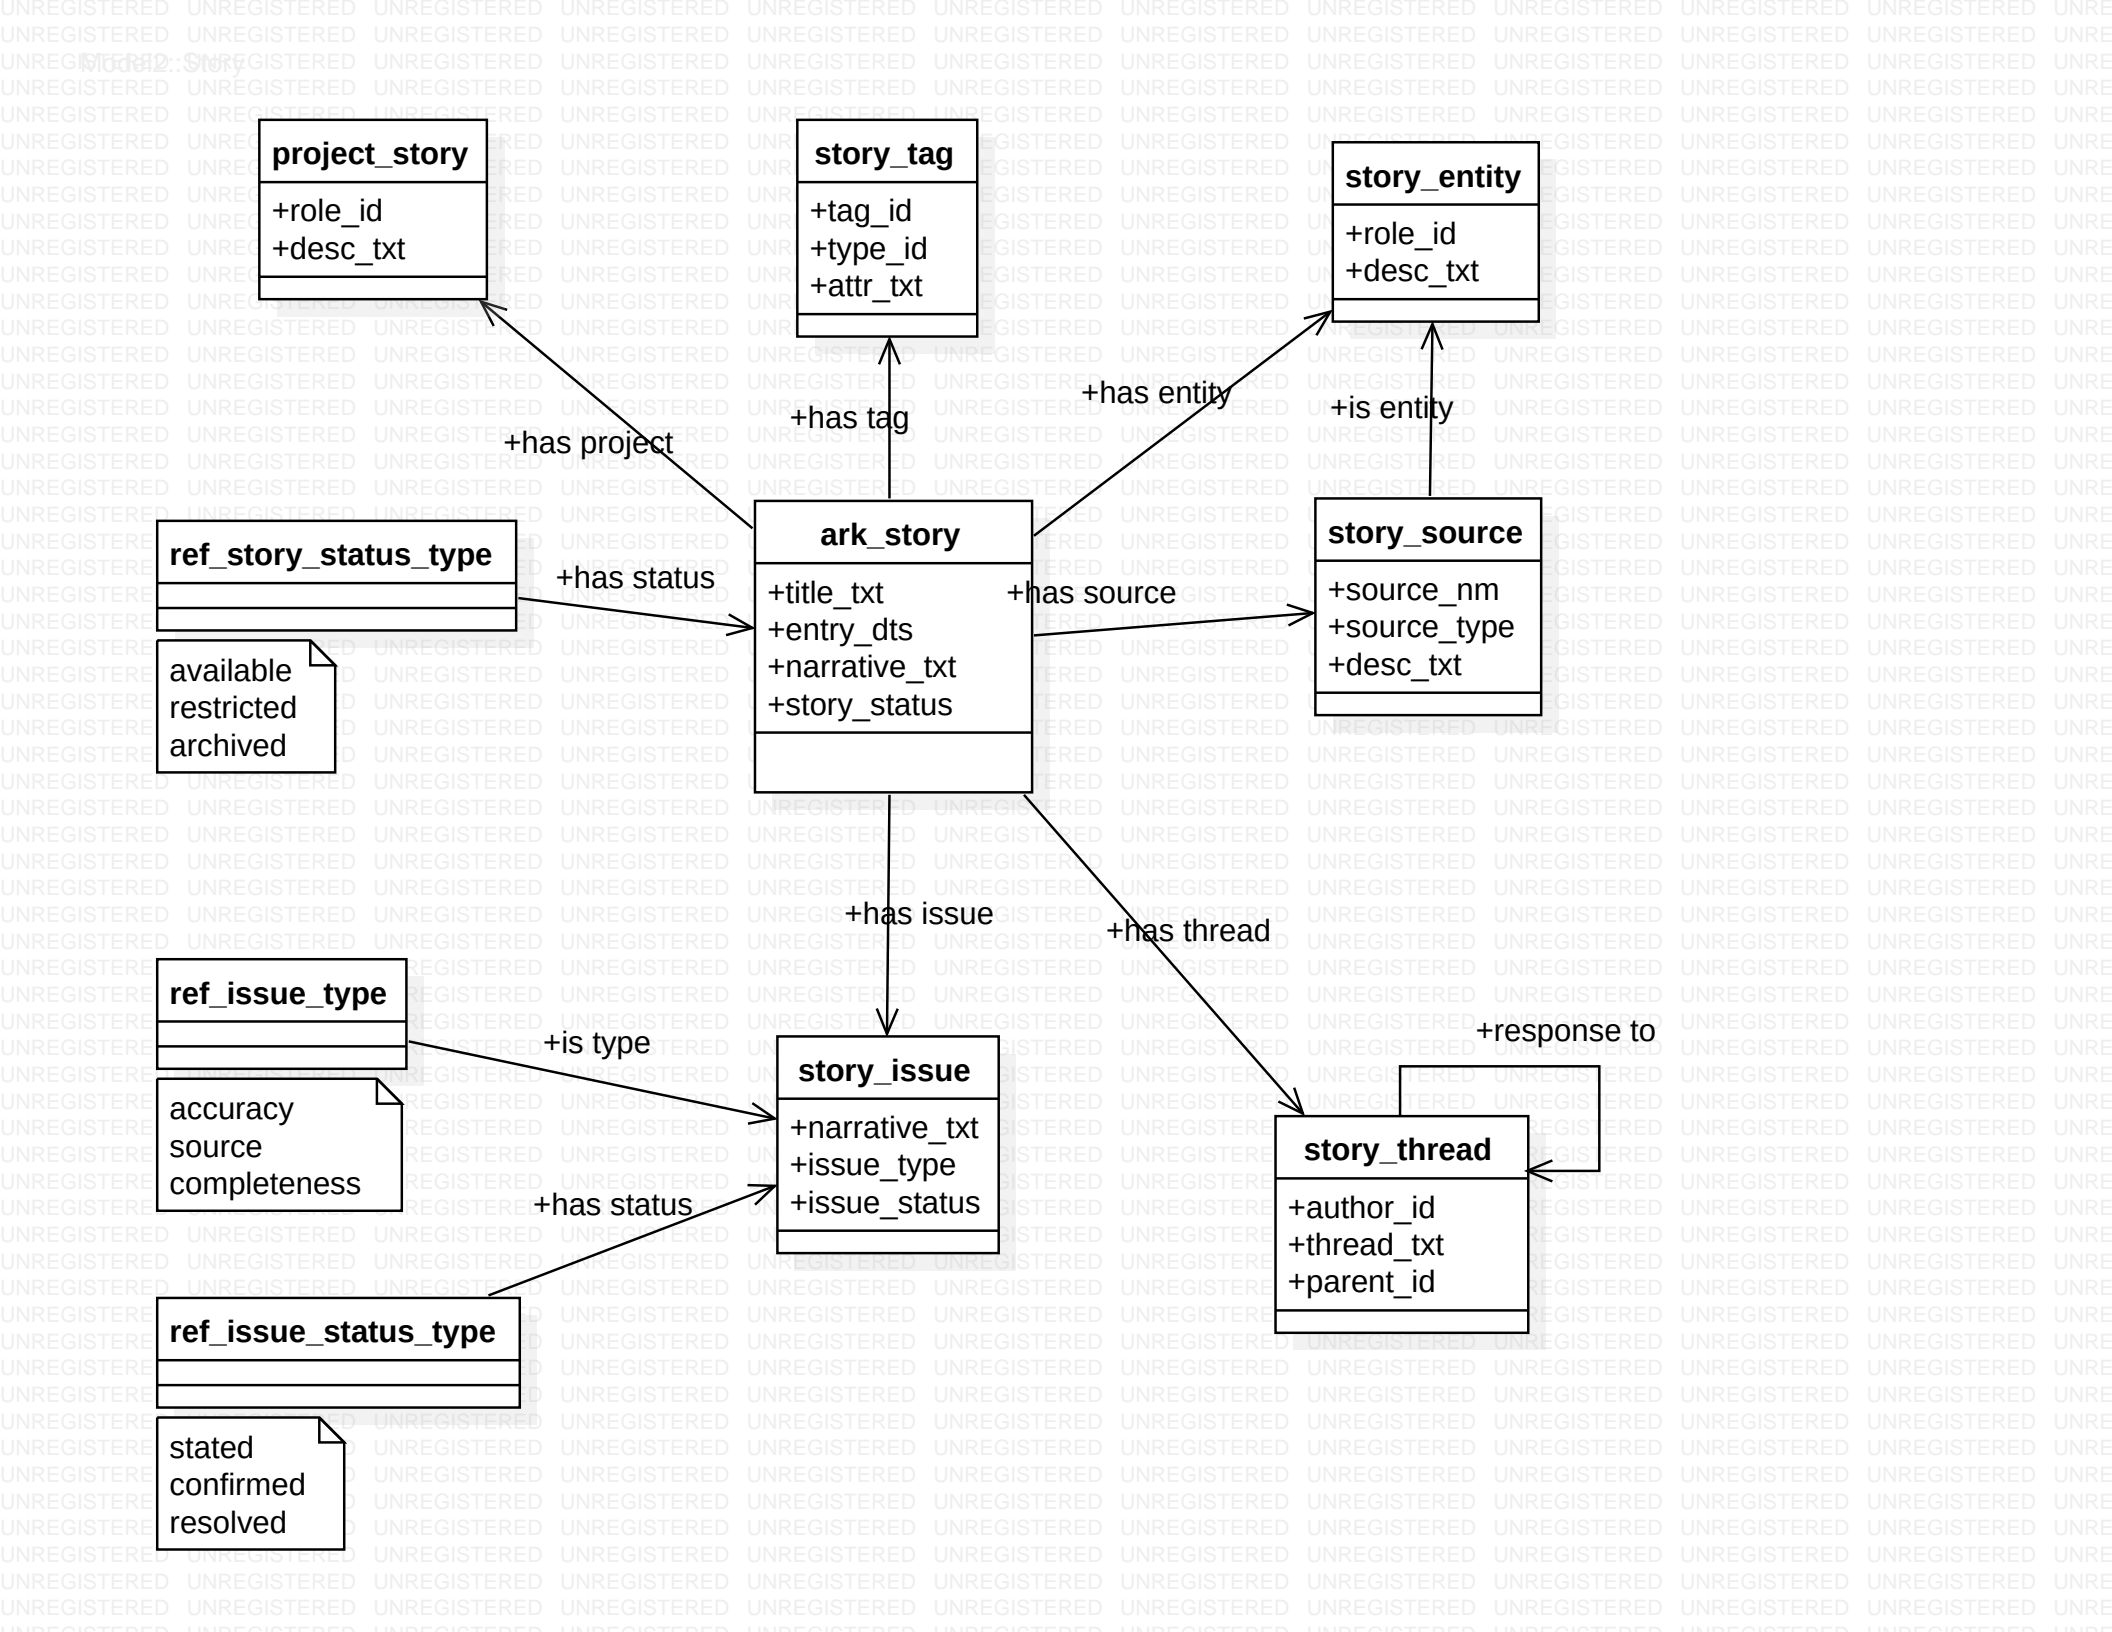 Model2::Story
project_story
+role_id
+desc_txt
story_tag
+tag_id
+type_id
+attr_txt
story_entity
+role_id
+desc_txt
+has project
+has tag
+has entity
+is entity
ref_story_status_type
available
restricted
archived
+has status
ark_story
+title_txt
+entry_dts
+narrative_txt
+story_status
+has source
story_source
+source_nm
+source_type
+desc_txt
+has issue
+has thread
ref_issue_type
accuracy
source
completeness
+is type
story_issue
+narrative_txt
+issue_type
+issue_status
+has status
+response to
story_thread
+author_id
+thread_txt
+parent_id
ref_issue_status_type
stated
confirmed
resolved
UNREGISTERED